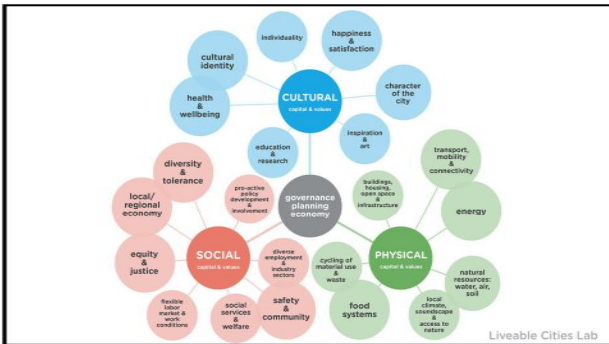 happiness
&
satisfaction
individuality
cultural
identity
CULTURAL
capital & values
character
of the
city
health
&
wellbeing
inspiration
&
art
education
&
research
transport,
mobility
&
connectivity
diversity
&
tolerance
pro-active
policy
development
&
involvement
governance
planning
economy
buildings,
housing,
open space
&
infrastructure
local/
regional
economy
energy
equity
&
justice
SOCIAL
capital & values
diverse
employment
&
industry
sectors
cycling of
material use
&
waste
PHYSICAL
capital & values
natural
resources:
water, air,
soil
flexible
labor
market &
work
conditions
social
services
&
welfare
safety
&
community
food
systems
local
climate,
soundscape
&
access to
nature
Liveable Cities Lab